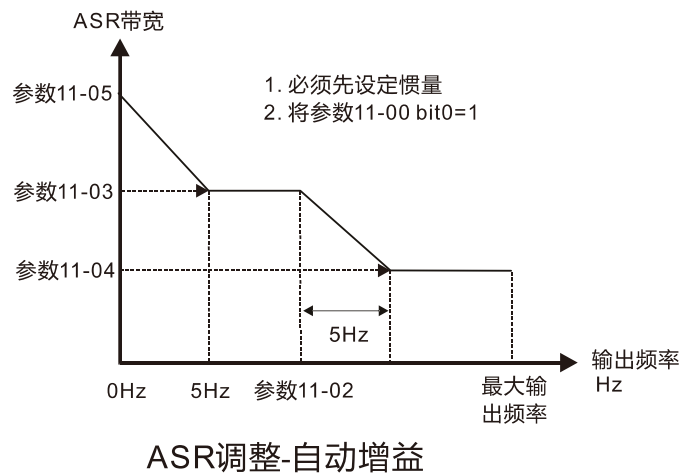 ASR带宽
参数11-05
1. 必须先设定惯量
2. 将参数11-00 bit0=1
参数11-03
参数11-04
5Hz
0Hz
5Hz
参数11-02
最大输
出频率
输出频率
Hz
ASR调整-自动增益